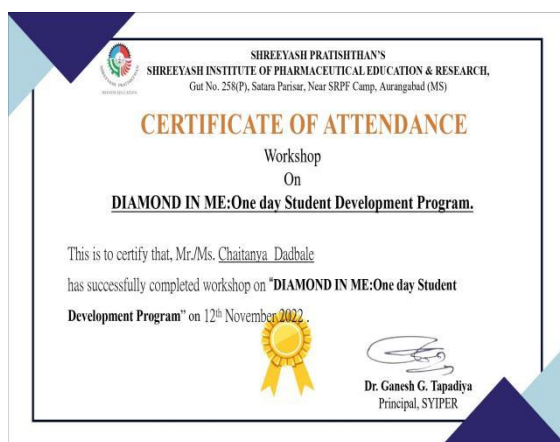 SHREEYASH PRATISHTHAN'S
SHREEYASH INSTITUTE OF PHARMACEUTICAL EDUCATION & RESEARCH,
Gut No. 258(P), Satara Parisar, Near SRPF Camp, Aurangabad (MS)
CERTIFICATE OF ATTENDANCE
Workshop
On
DIAMOND IN ME:One day Student Development Program.
This is to certify that, Mr./Ms. Chaitanya Dadbale
has successfully completed workshop on "DIAMOND IN ME:One day Student
Development Program" on 12th November 2022 .
Dr. Ganesh G. Tapadiya
Principal, SYIPER